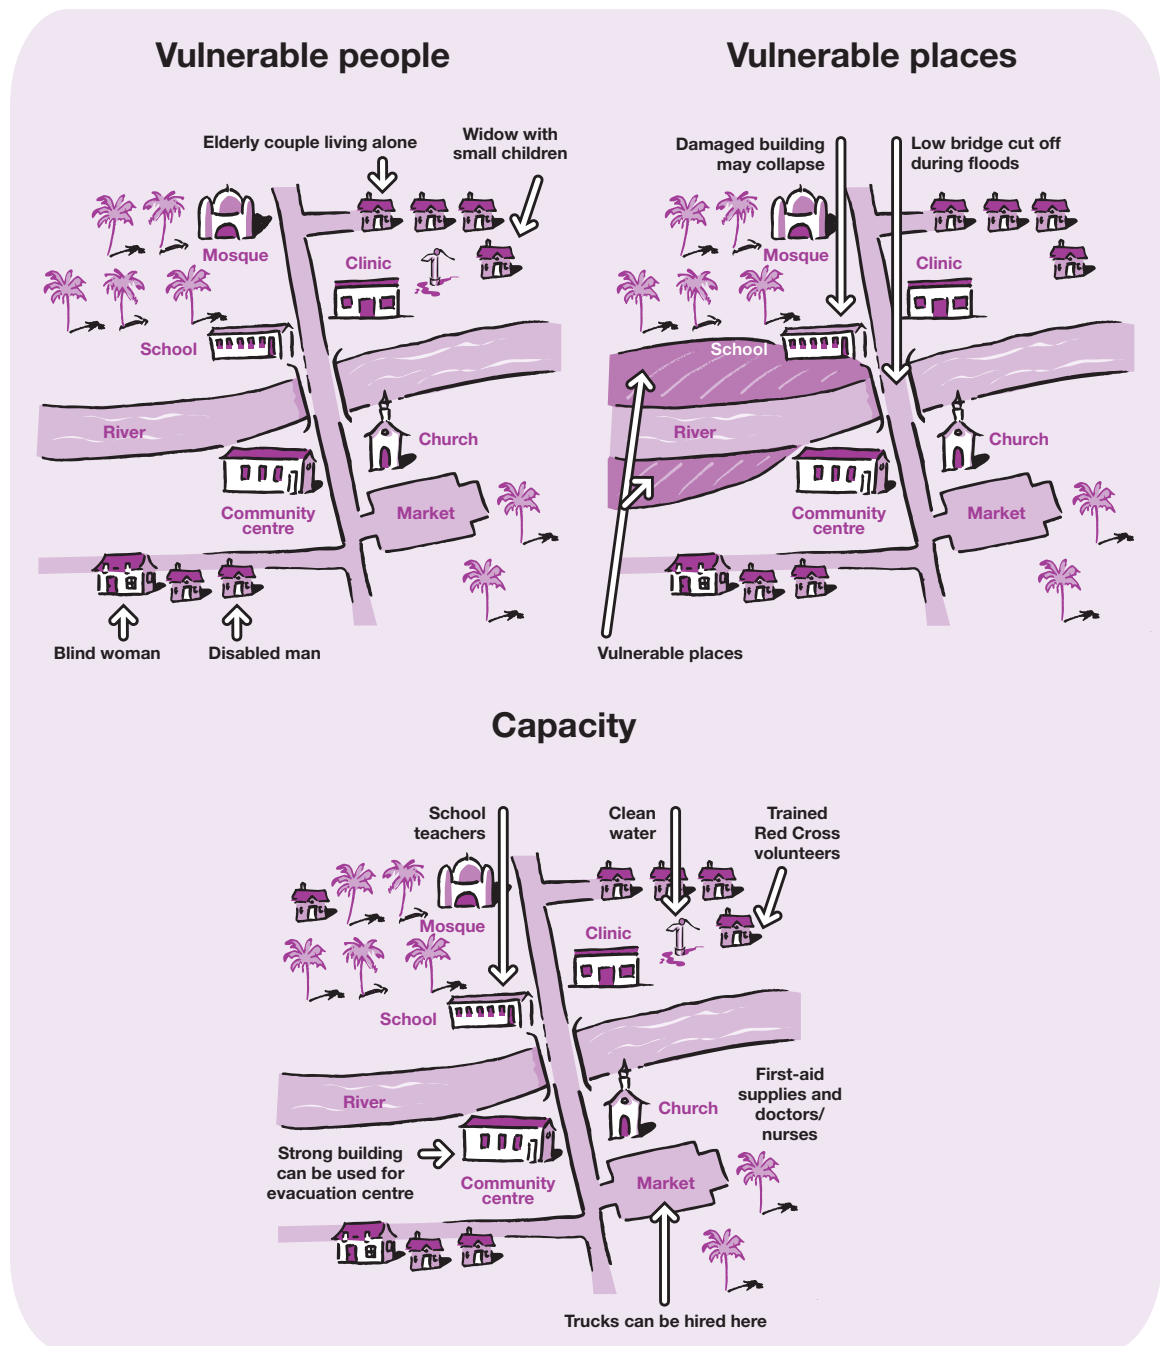 Vulnerable people
Elderly couple living alone
Widow with
small children
Mosque
Clinic
School
River
Church
Community
centre
Market
Blind woman
Disabled man
Vulnerable places
Damaged building
may collapse
Low bridge cut off
during floods
Mosque
Clinic
School
River
Church
Community
centre
Market
Vulnerable places
Capacity
School
teachers
Clean
water
Trained
Red Cross
volunteers
Mosque
Clinic
School
River
Church
First-aid
supplies and
doctors/
nurses
Strong building
can be used for
evacuation centre
Community
centre
Market
Trucks can be hired here